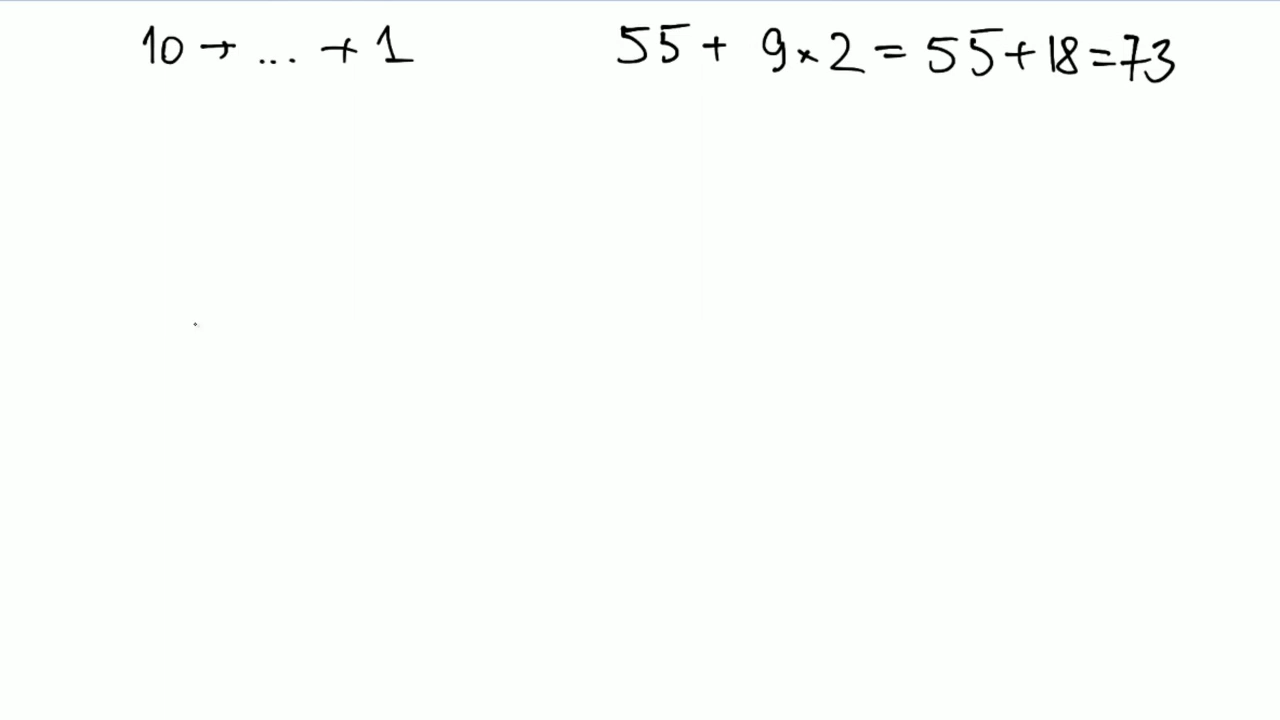 10 + ... + 1 55 + 9 × 2 = 55 + 18 = 73